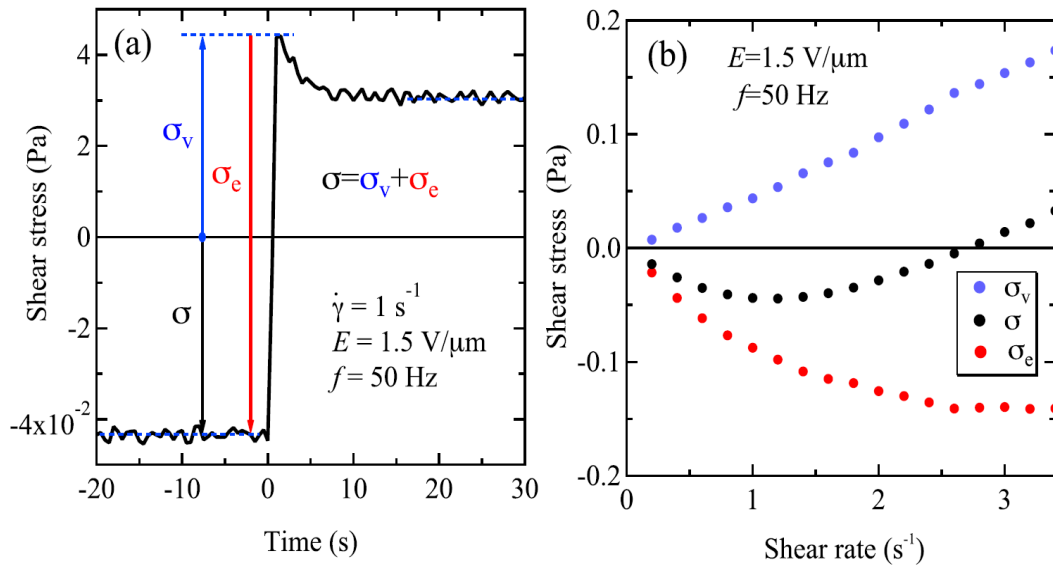 (a)
4
2
0
-2
-4x10⁻²
Shear stress (Pa)
σv
σe
σ=σv+σe
σ
γ̇ = 1 s⁻¹
E = 1.5 V/μm
f = 50 Hz
-20
-10
0
10
20
30
Time (s)
(b)
E=1.5 V/μm
f=50 Hz
0.2
0.1
0.0
-0.1
-0.2
Shear stress (Pa)
σv
σ
σe
0
1
2
3
Shear rate (s⁻¹)